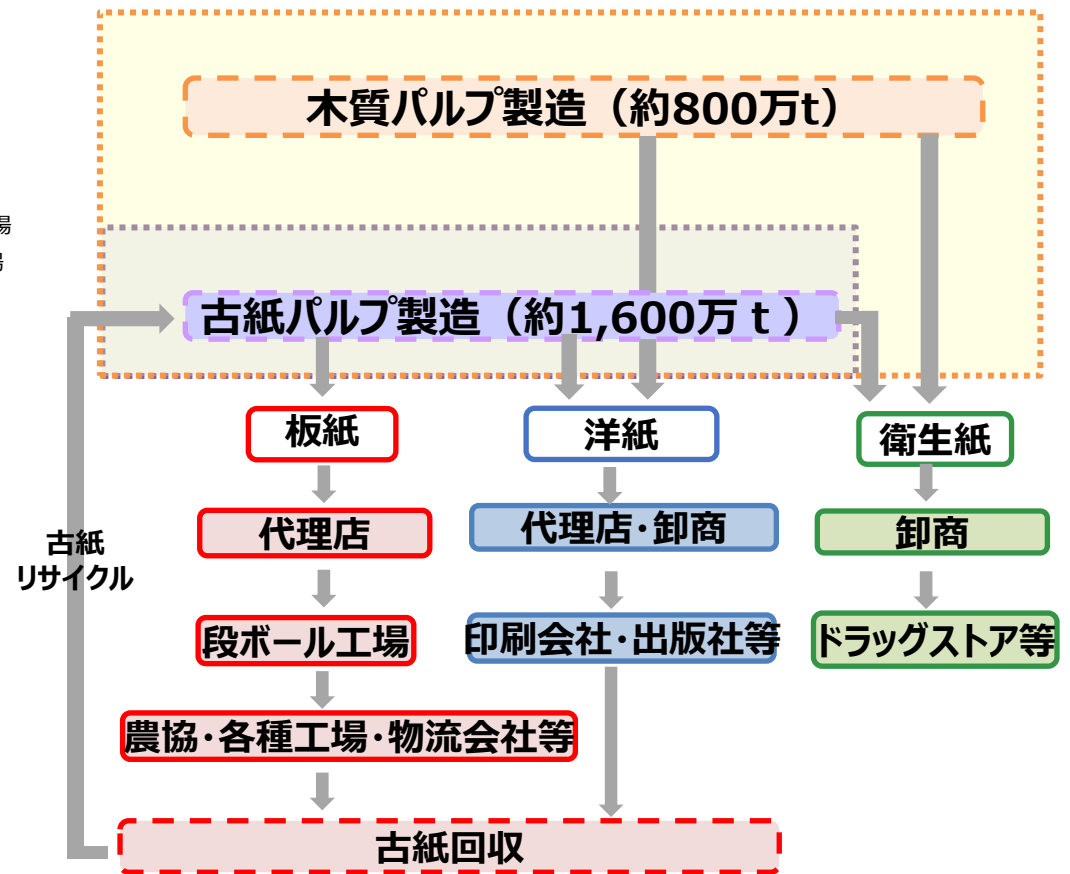 木質パルプ製造（約800万t）
場
場
古紙パルプ製造（約1,600万ｔ）
板紙
洋紙
衛生紙
代理店
代理店・卸商
卸商
古紙
リサイクル
段ボール工場
印刷会社・出版社等
ドラッグストア等
農協・各種工場・物流会社等
古紙回収